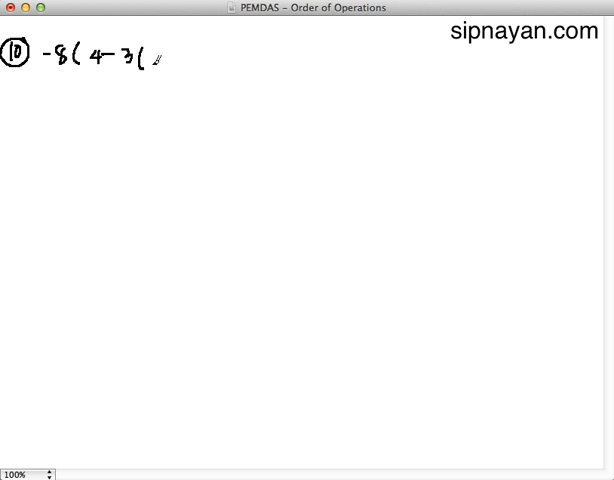 PEMDAS – Order of Operations
sipnayan.com
10 -8( 4- 3(
100%